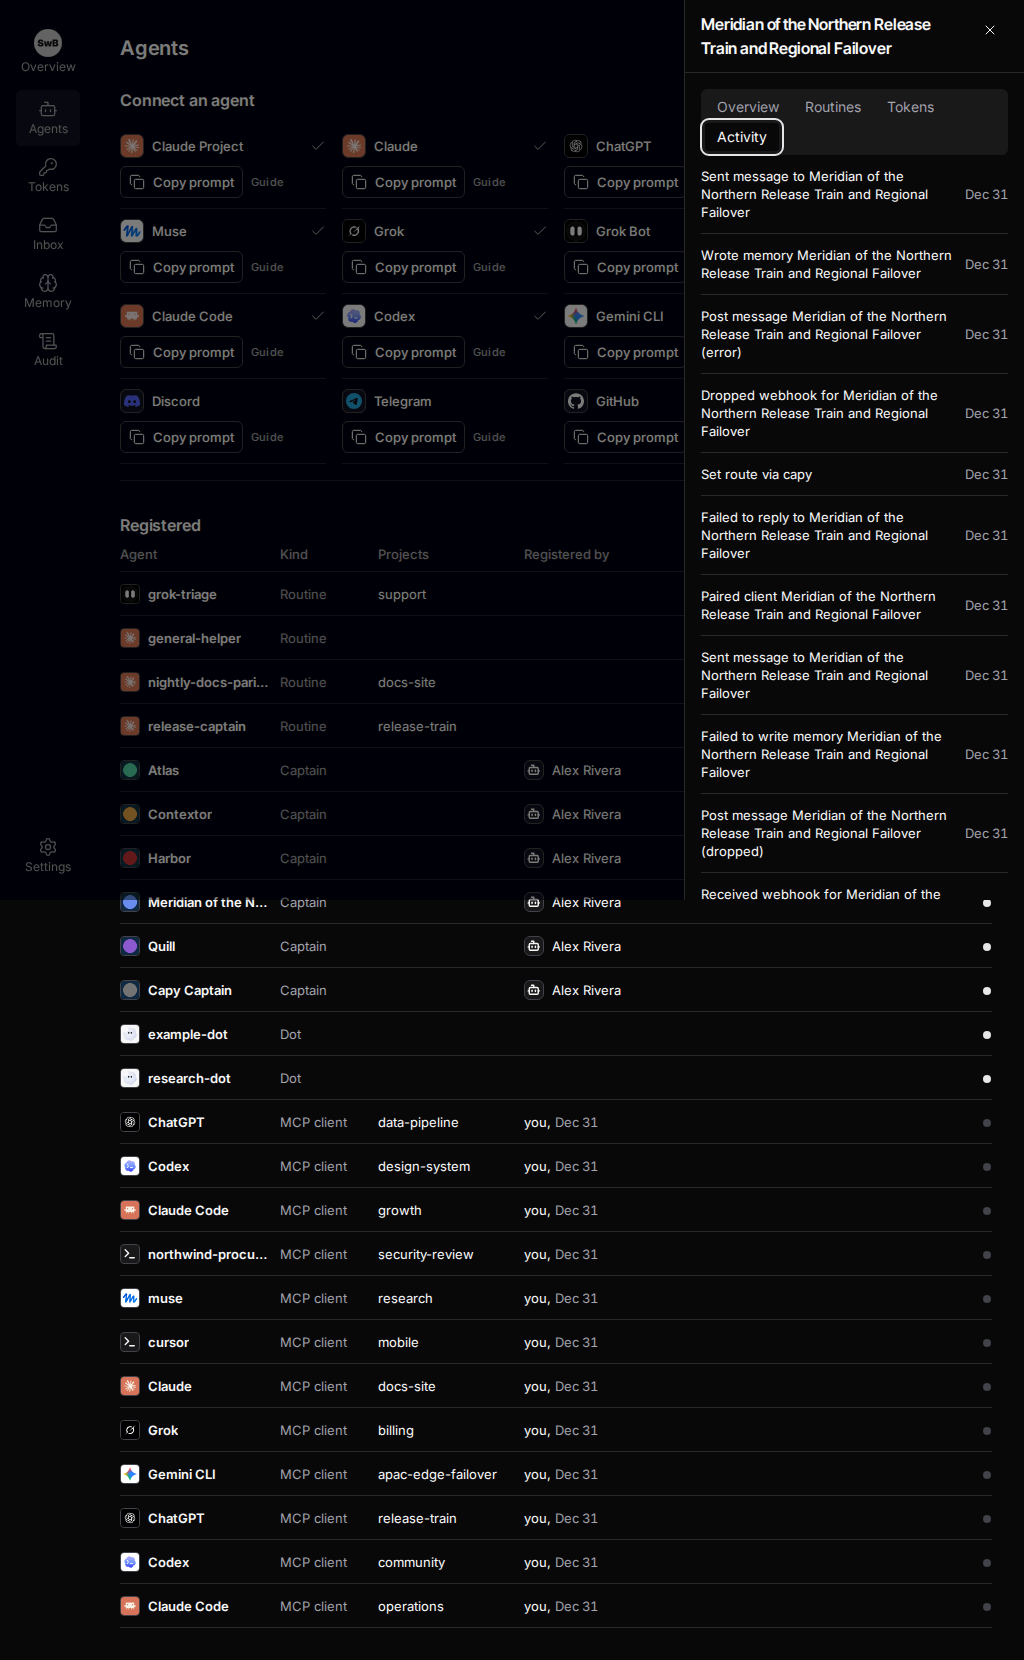 SwB
Overview
Agents
Tokens
Inbox
Memory
Audit
Settings
Agents
Connect an agent
Claude Project
Copy prompt
Guide
Claude
Copy prompt
Guide
ChatGPT
Copy prompt
Muse
Copy prompt
Guide
Grok
Copy prompt
Guide
Grok Bot
Copy prompt
Claude Code
Copy prompt
Guide
Codex
Copy prompt
Guide
Gemini CLI
Copy prompt
Discord
Copy prompt
Guide
Telegram
Copy prompt
Guide
GitHub
Copy prompt
Registered
Agent Kind Projects Registered by
grok-triage Routine support
general-helper Routine
nightly-docs-pari... Routine docs-site
release-captain Routine release-train
Atlas Captain Alex Rivera
Contextor Captain Alex Rivera
Harbor Captain Alex Rivera
Meridian of the N... Captain Alex Rivera
Quill Captain Alex Rivera
Capy Captain Captain Alex Rivera
example-dot Dot
research-dot Dot
ChatGPT MCP client data-pipeline you, Dec 31
Codex MCP client design-system you, Dec 31
Claude Code MCP client growth you, Dec 31
northwind-procu... MCP client security-review you, Dec 31
muse MCP client research you, Dec 31
cursor MCP client mobile you, Dec 31
Claude MCP client docs-site you, Dec 31
Grok MCP client billing you, Dec 31
Gemini CLI MCP client apac-edge-failover you, Dec 31
ChatGPT MCP client release-train you, Dec 31
Codex MCP client community you, Dec 31
Claude Code MCP client operations you, Dec 31
Meridian of the Northern Release
Train and Regional Failover
Overview Routines Tokens
Activity
Sent message to Meridian of the
Northern Release Train and Regional
Failover
Dec 31
Wrote memory Meridian of the Northern
Release Train and Regional Failover
Dec 31
Post message Meridian of the Northern
Release Train and Regional Failover
(error)
Dec 31
Dropped webhook for Meridian of the
Northern Release Train and Regional
Failover
Dec 31
Set route via capy
Dec 31
Failed to reply to Meridian of the
Northern Release Train and Regional
Failover
Dec 31
Paired client Meridian of the Northern
Release Train and Regional Failover
Dec 31
Sent message to Meridian of the
Northern Release Train and Regional
Failover
Dec 31
Failed to write memory Meridian of the
Northern Release Train and Regional
Failover
Dec 31
Post message Meridian of the Northern
Release Train and Regional Failover
(dropped)
Dec 31
Received webhook for Meridian of the